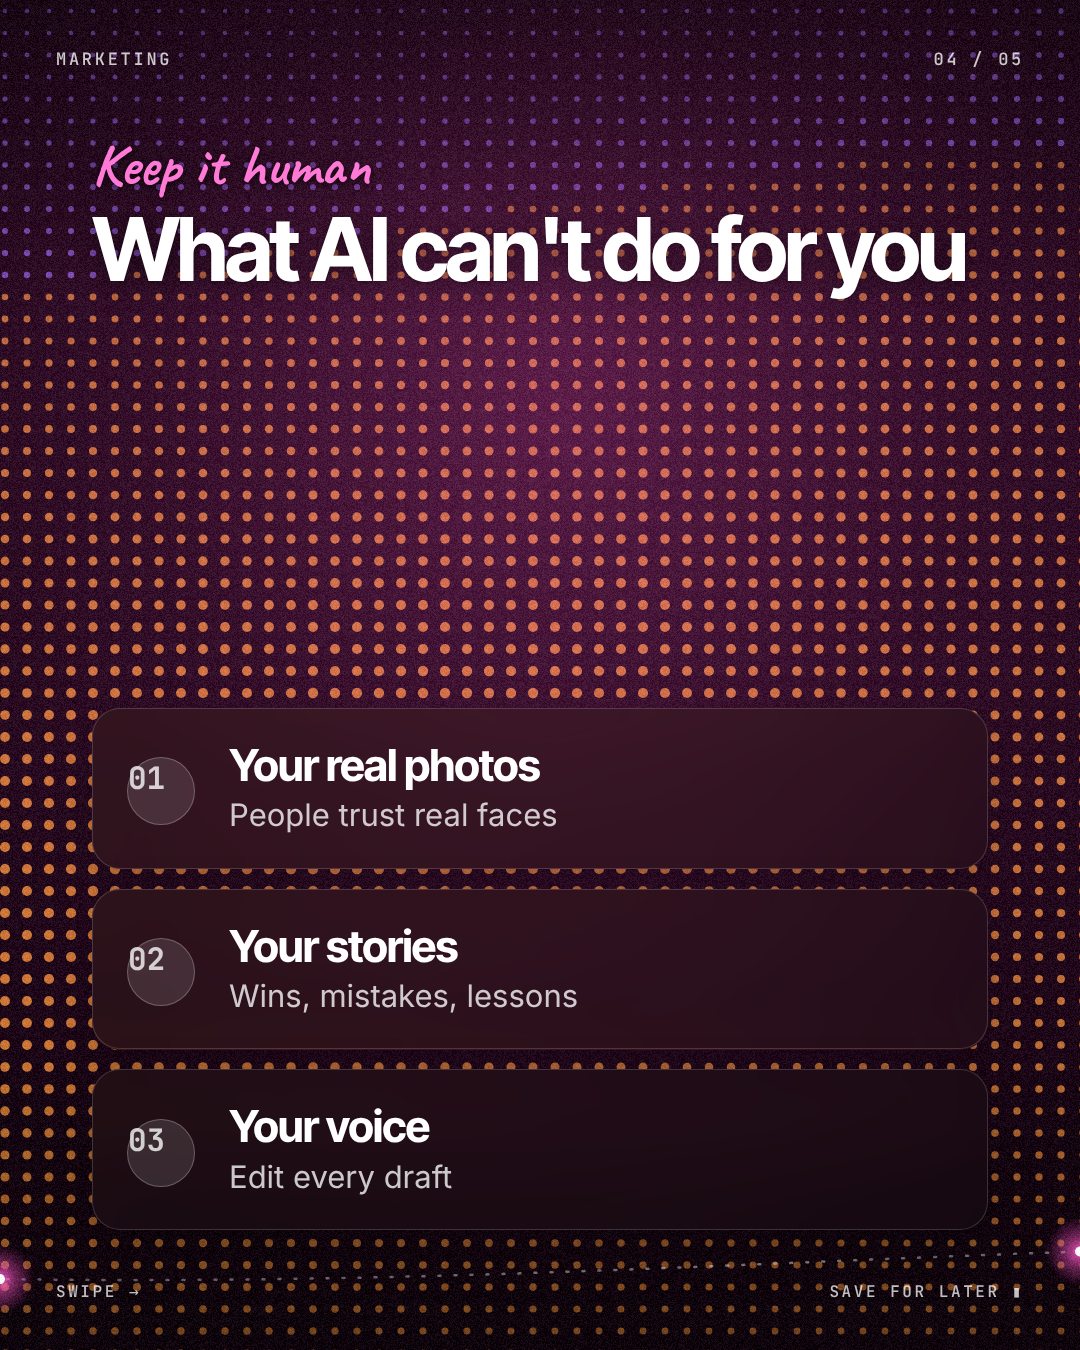 MARKETING
04 / 05
Keep it human
What AI can't do for you
01
Your real photos
People trust real faces
02
Your stories
Wins, mistakes, lessons
03
Your voice
Edit every draft
SWIPE →
SAVE FOR LATER ▮